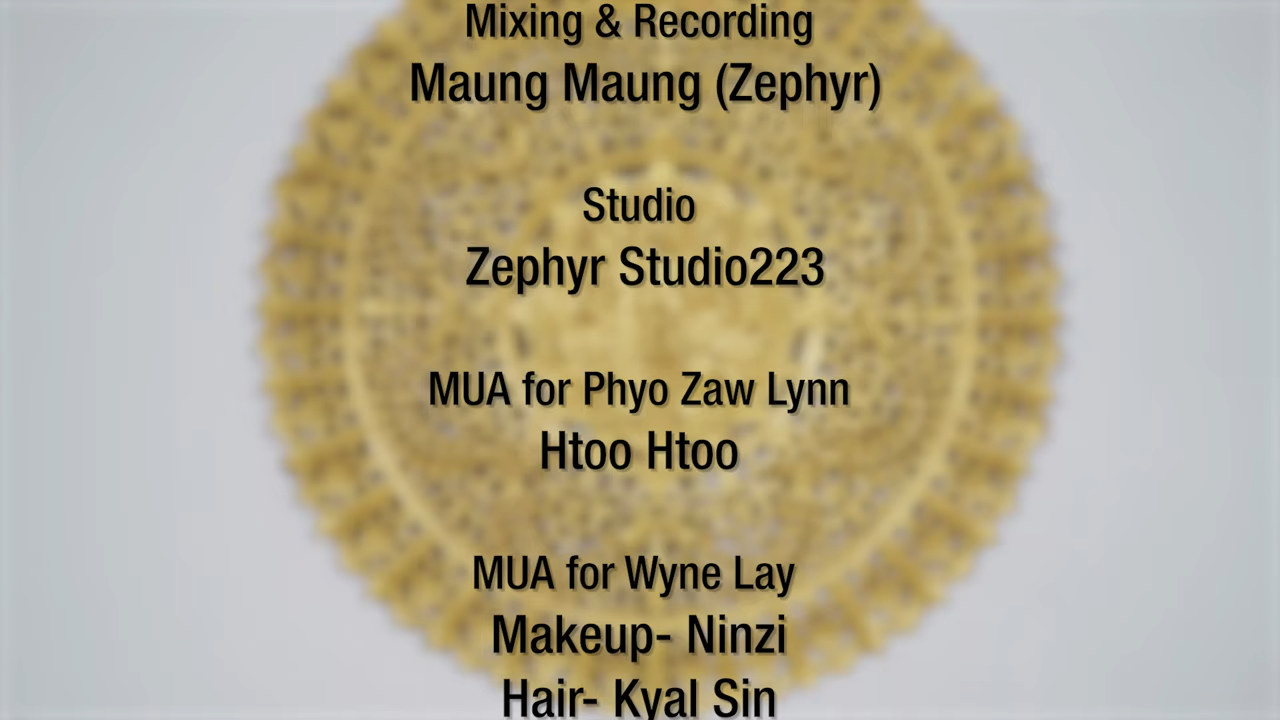 Mixing & Recording
Maung Maung (Zephyr)
Studio
Zephyr Studio223
MUA for Phyo Zaw Lynn
Htoo Htoo
MUA for Wyne Lay
Makeup- Ninzi
Hair- Kyal Sin